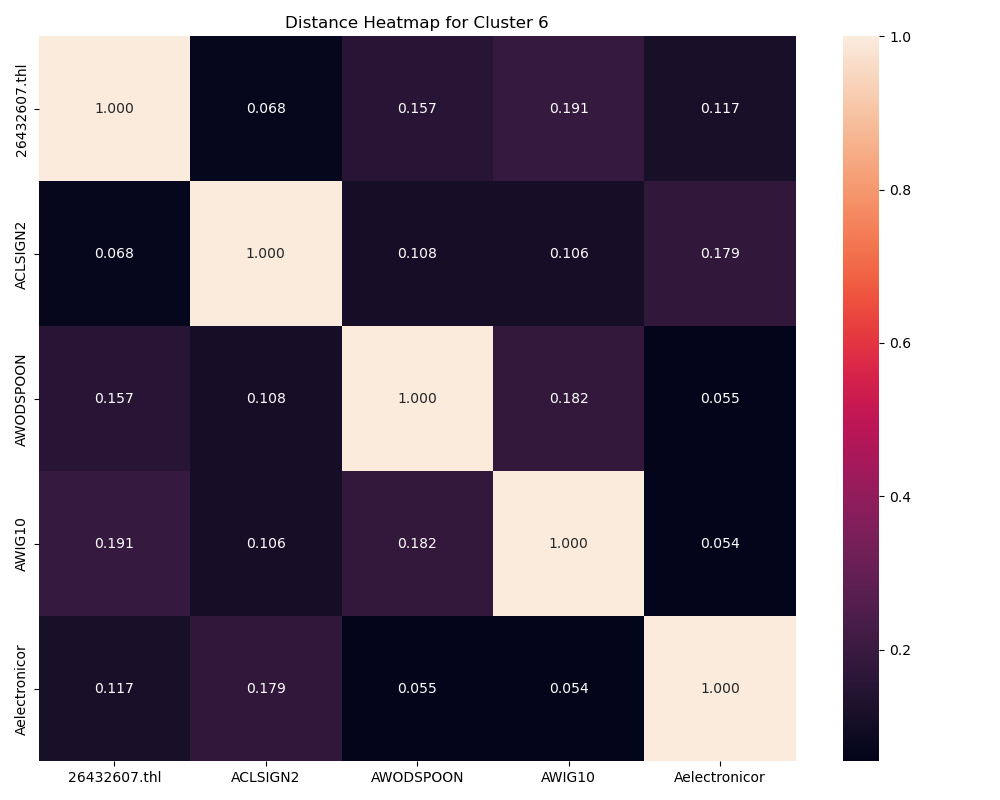 Distance Heatmap for Cluster 6
26432607.thl 1.000 0.068 0.157 0.191 0.117
ACLSIGN2 0.068 1.000 0.108 0.106 0.179
AWODSPOON 0.157 0.108 1.000 0.182 0.055
AWIG10 0.191 0.106 0.182 1.000 0.054
Aelectronicor 0.117 0.179 0.055 0.054 1.000
26432607.thl ACLSIGN2 AWODSPOON AWIG10 Aelectronicor
1.0
0.8
0.6
0.4
0.2